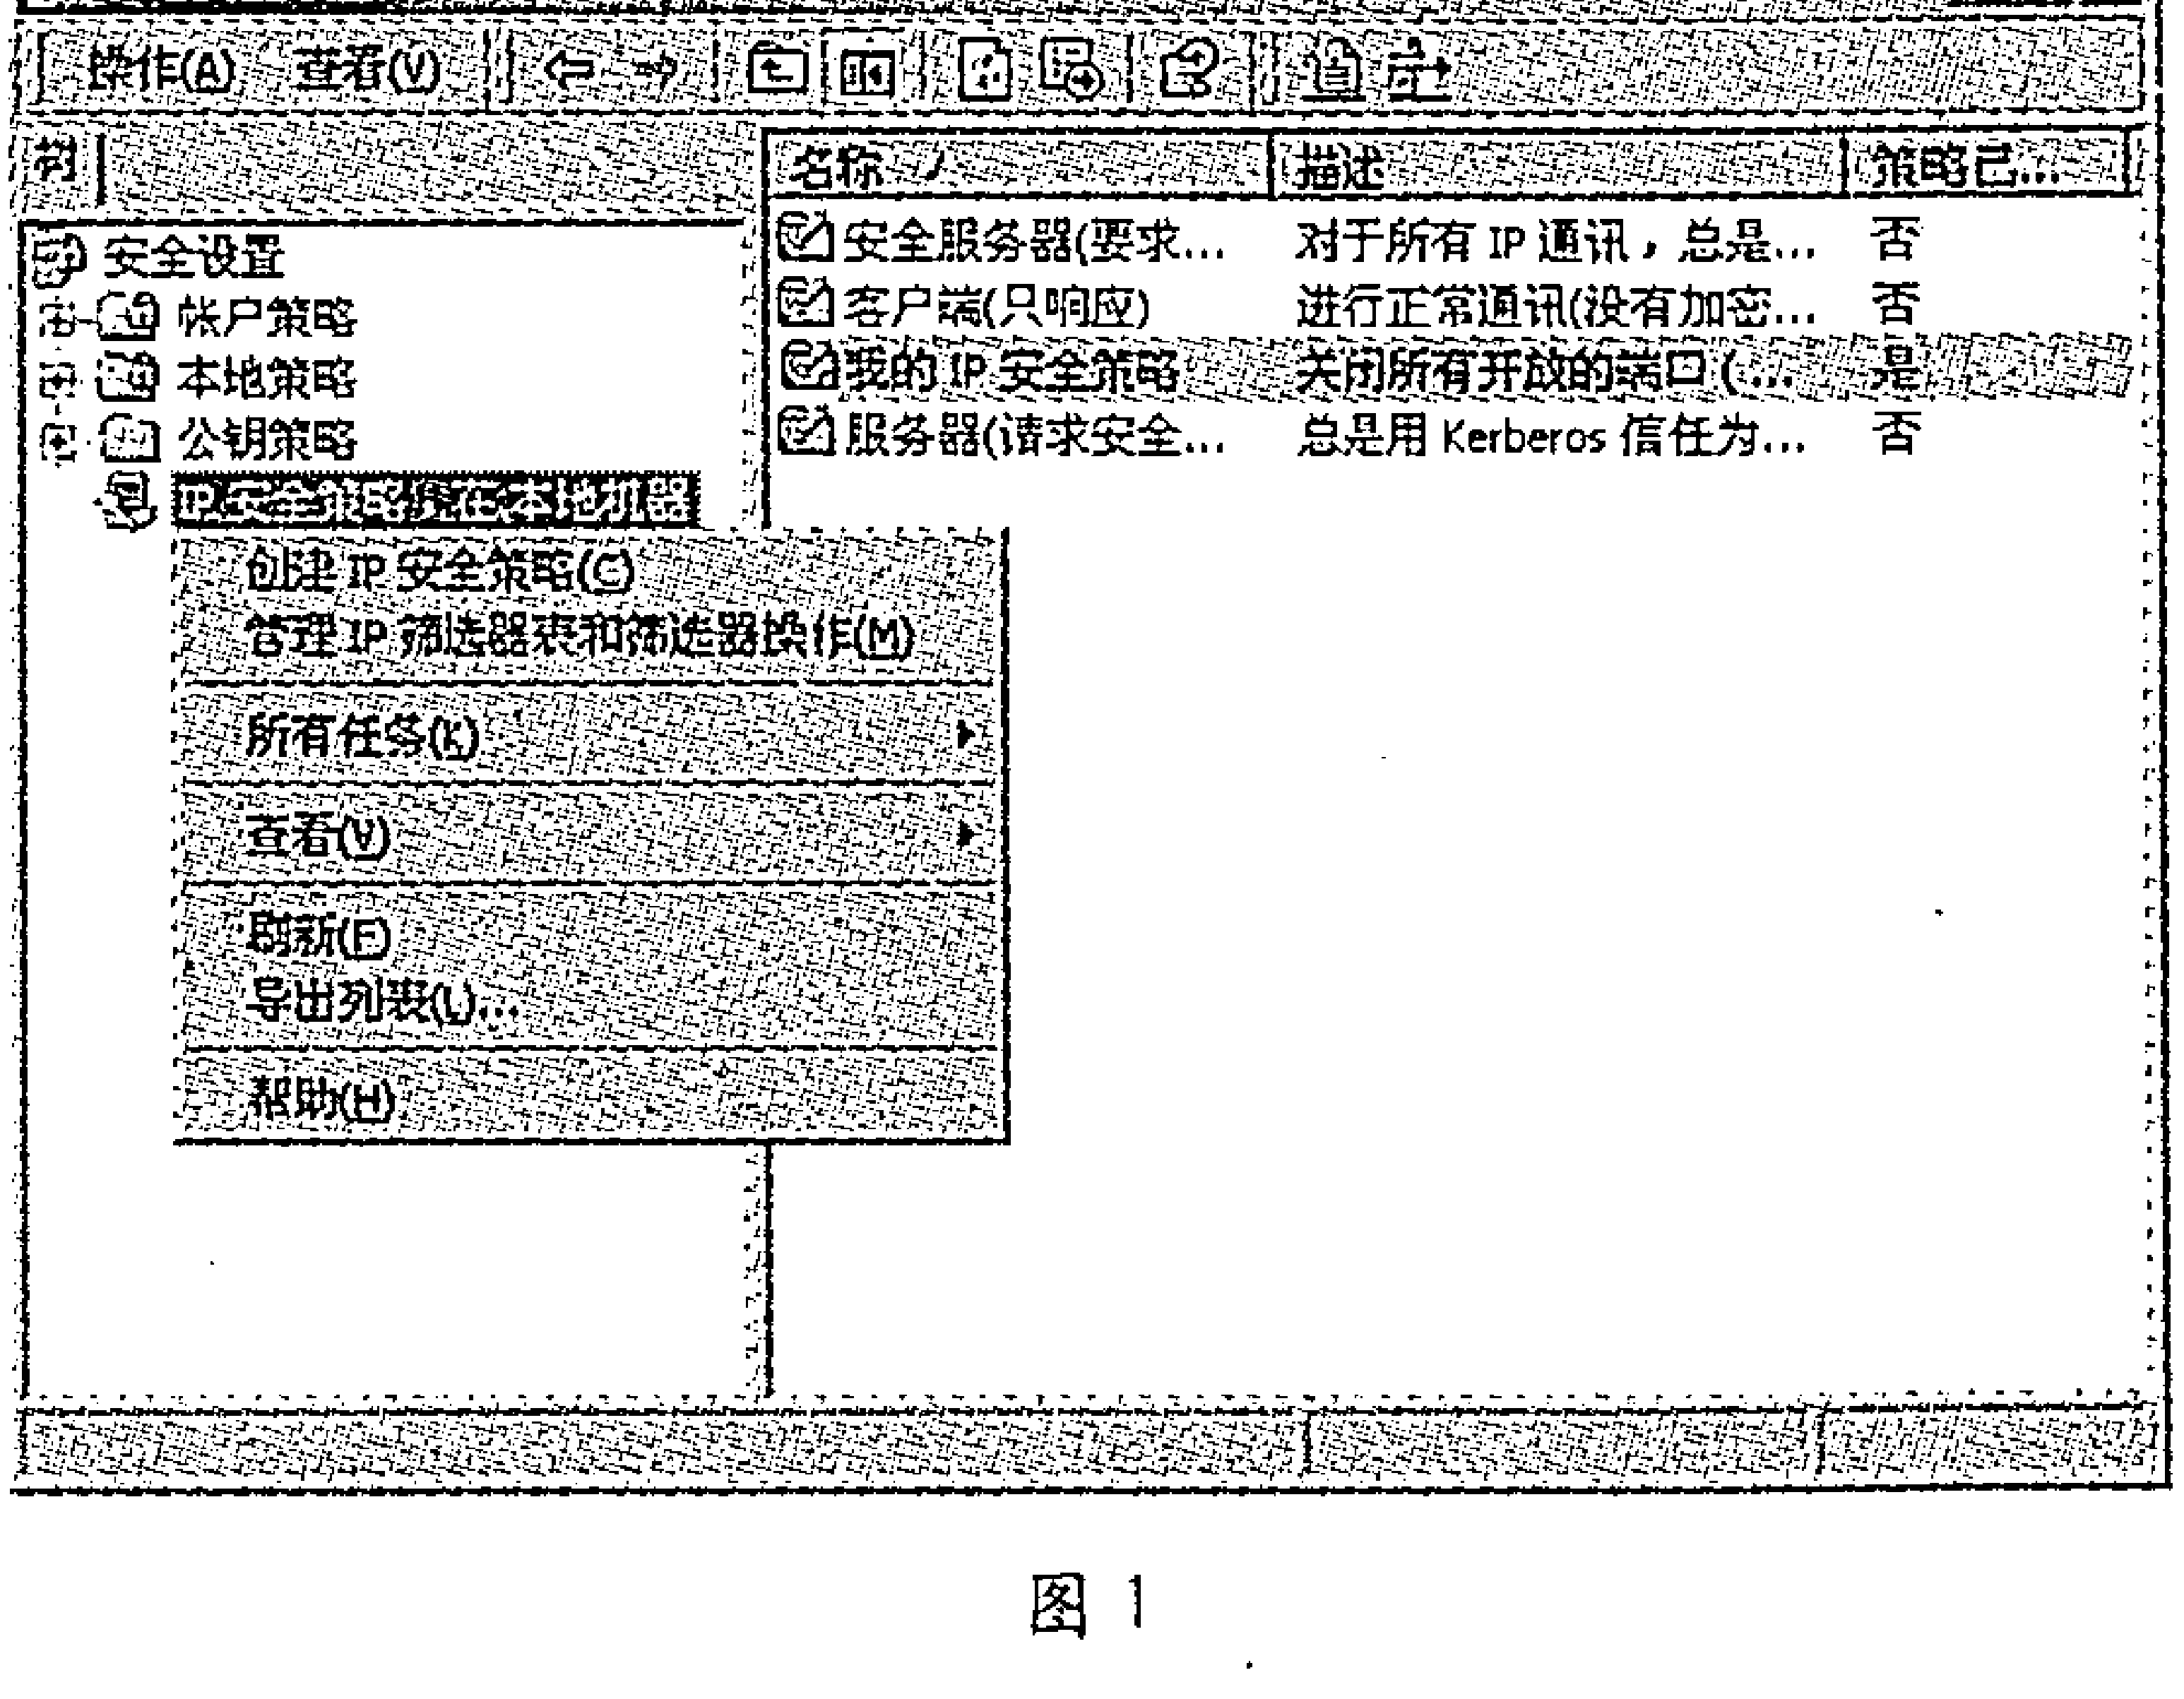 操作(A) 查看(V)
树
名称 描述 策略已...
安全设置
帐户策略
本地策略
公钥策略
IP 安全策略，在本地机器
安全服务器(要求... 对于所有 IP 通讯，总是... 否
客户端(只响应) 进行正常通讯(没有加密... 否
我的 IP 安全策略 关闭所有开放的端口 (... 是
服务器(请求安全... 总是用 Kerberos 信任为... 否
创建 IP 安全策略(C)
管理 IP 筛选器表和筛选器操作(M)
所有任务(K)
查看(V)
刷新(F)
导出列表(L)...
帮助(H)
图 1